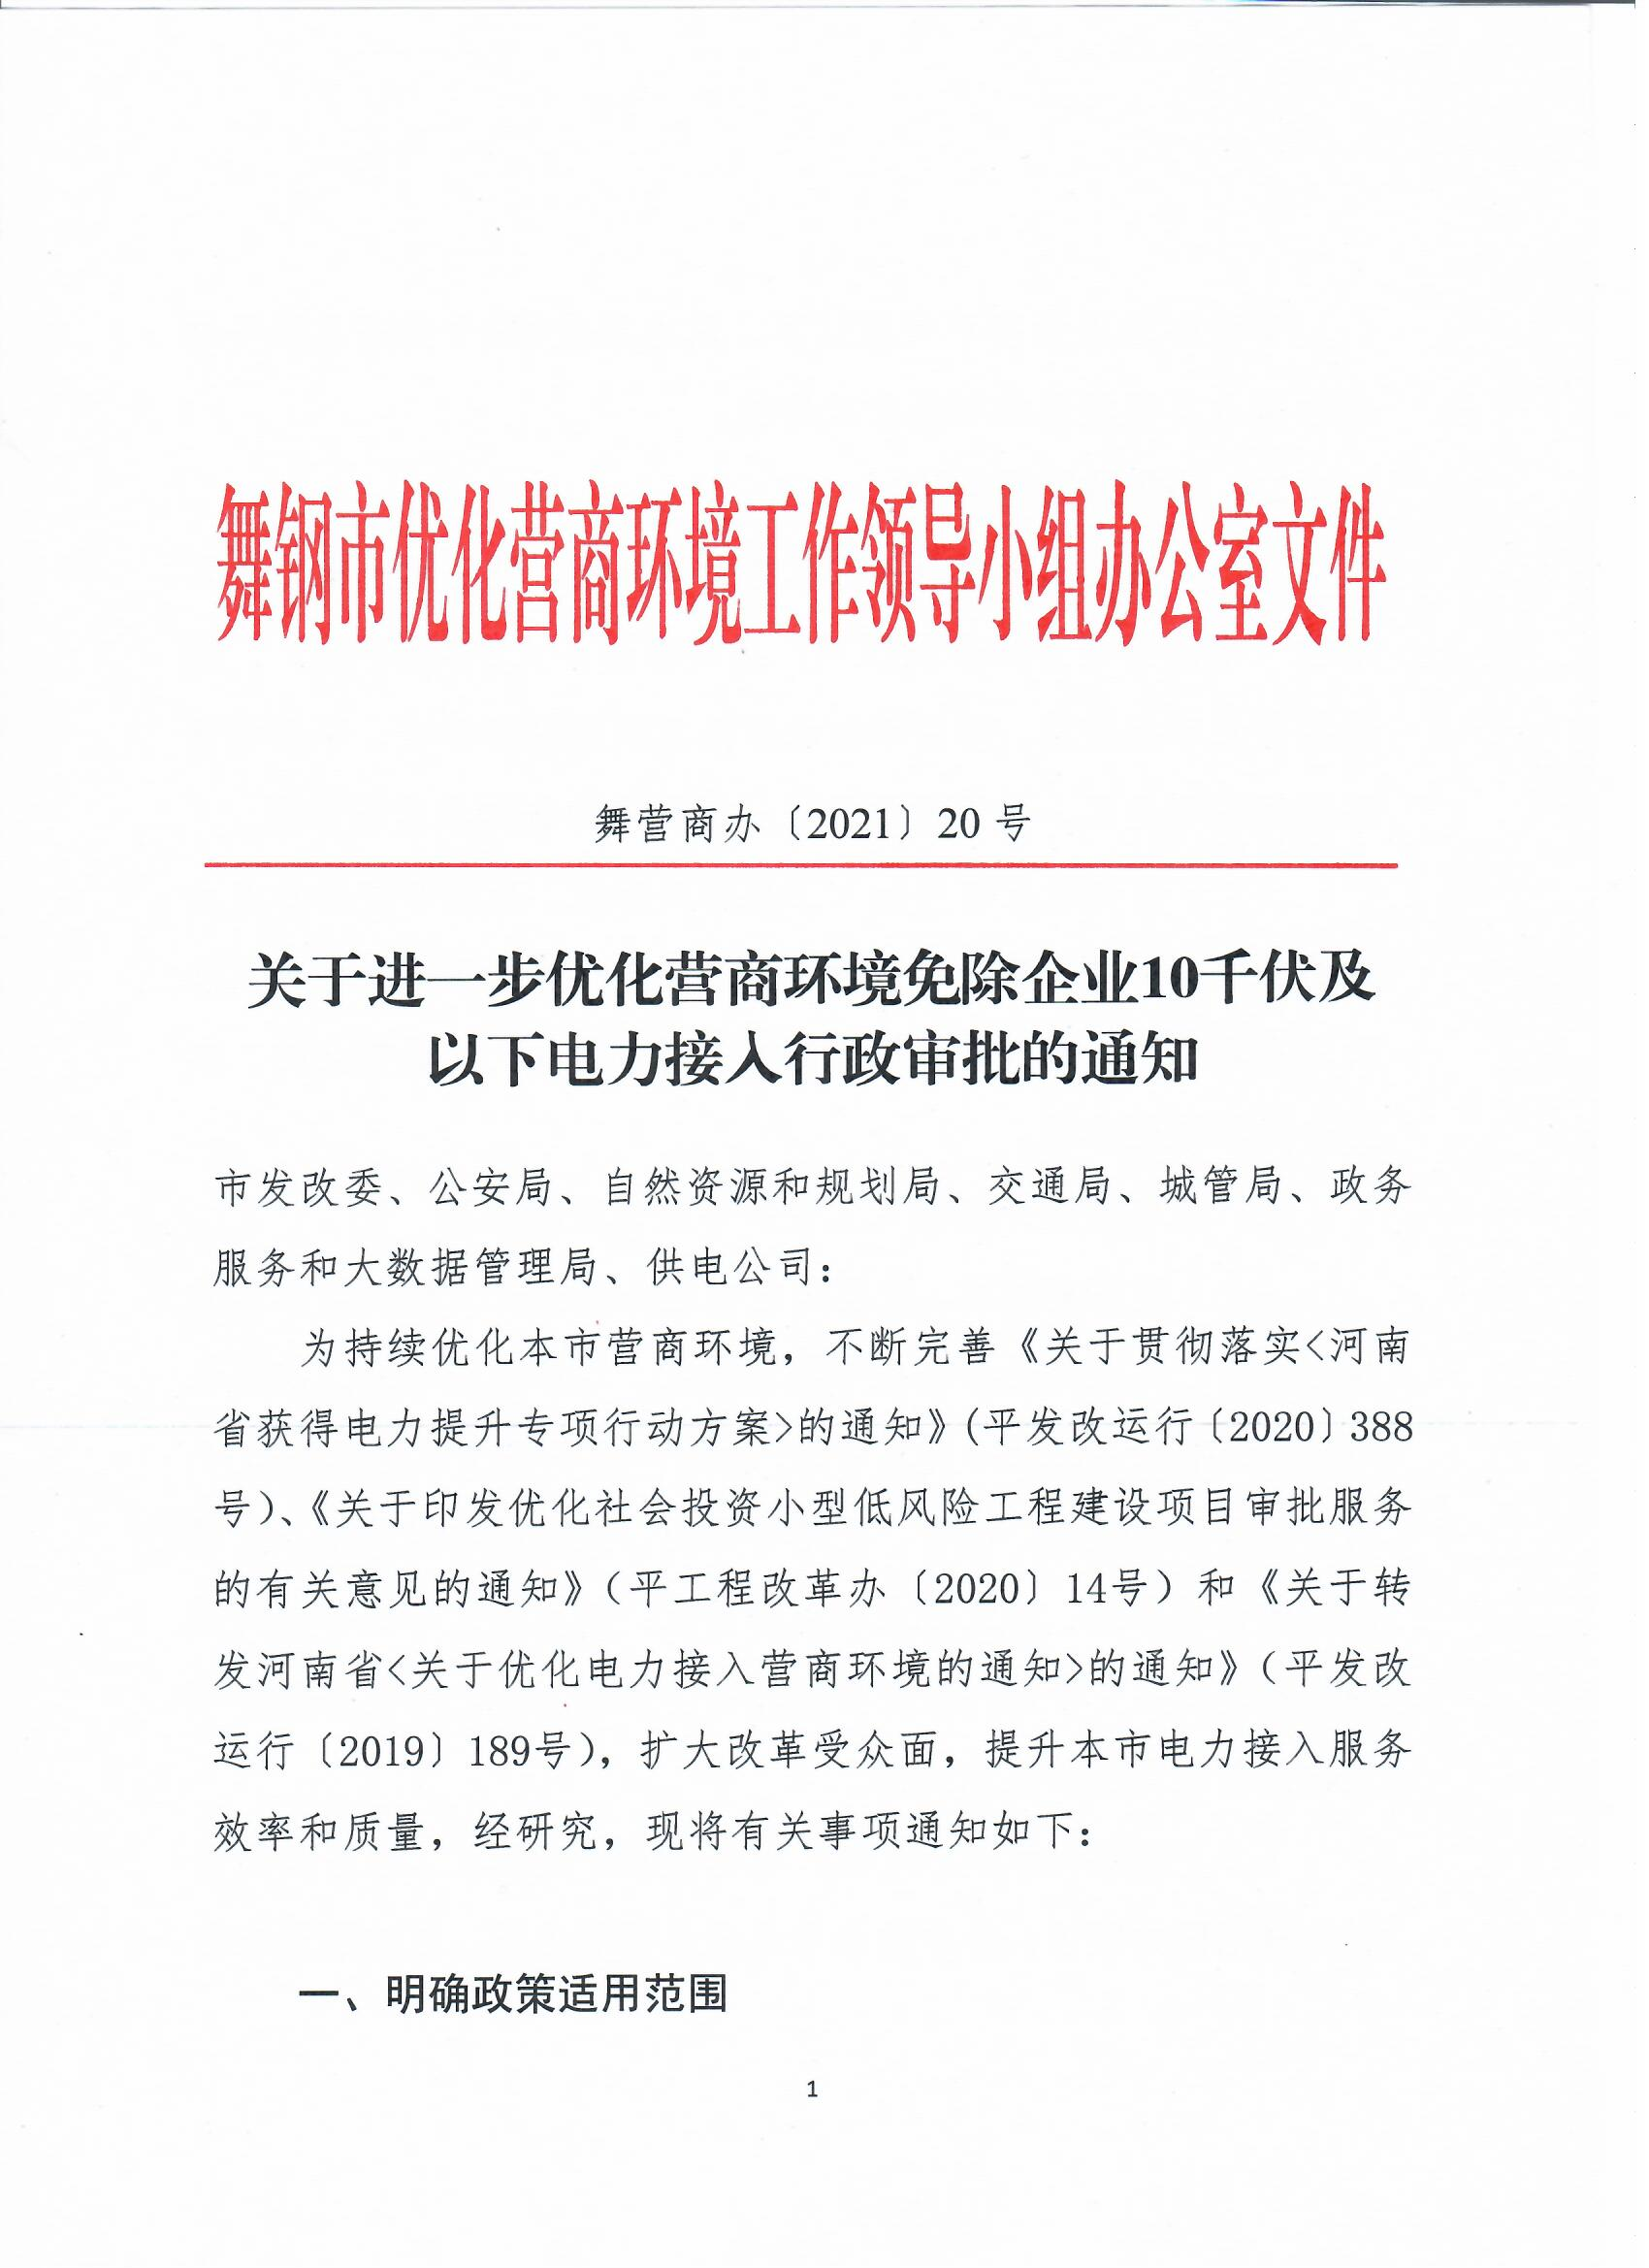 舞钢市优化营商环境工作领导小组办公室文件
舞营商办〔2021〕20 号
关于进一步优化营商环境免除企业10千伏及
以下电力接入行政审批的通知
市发改委、公安局、自然资源和规划局、交通局、城管局、政务
服务和大数据管理局、供电公司：
为持续优化本市营商环境，不断完善《关于贯彻落实<河南
省获得电力提升专项行动方案>的通知》(平发改运行〔2020〕388
号)、《关于印发优化社会投资小型低风险工程建设项目审批服务
的有关意见的通知》（平工程改革办〔2020〕14号）和《关于转
发河南省<关于优化电力接入营商环境的通知>的通知》（平发改
运行〔2019〕189号），扩大改革受众面，提升本市电力接入服务
效率和质量，经研究，现将有关事项通知如下：
一、明确政策适用范围
1